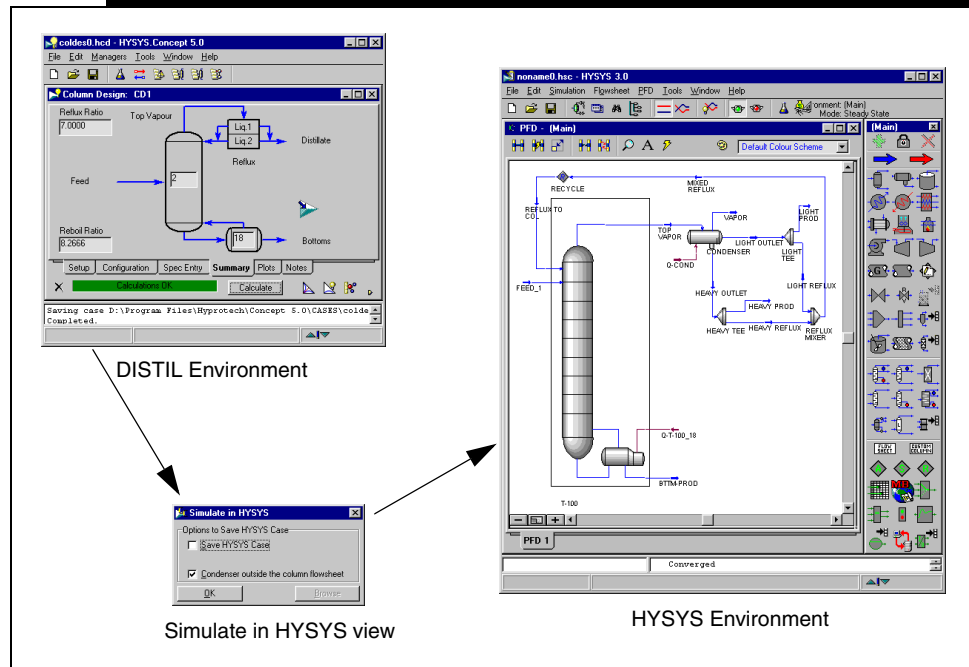 coldes0.hcd - HYSYS.Concept 5.0
File Edit Managers Tools Window Help
Column Design: CD1
Reflux Ratio
7.0000
Top Vapour
Liq.1
Liq.2
Distillate
Reflux
Feed
2
Reboil Ratio
8.2666
18
Bottoms
Setup Configuration Spec Entry Summary Plots Notes
Calculations OK
Calculate
Saving case D:\Program Files\Hyprotech\Concept 5.0\CASES\colde
Completed.
DISTIL Environment
Simulate in HYSYS
Options to Save HYSYS Case
Save HYSYS Case
Condenser outside the column flowsheet
OK Browse
Simulate in HYSYS view
noname0.hsc - HYSYS 3.0
File Edit Simulation Flowsheet PFD Tools Window Help
ronment: (Main)
Mode: Steady State
PFD - (Main)
A
Default Colour Scheme
(Main)
RECYCLE
MIXED
REFLUX
REFLUX TO
CO
TOP
VAPOR
VAPOR
LIGHT
PROD
CONDENSER
LIGHT OUTLET
LIGHT
TEE
Q-COND
FEED_1
HEAVY OUTLET
LIGHT REFLUX
HEAVY PROD
HEAVY TEE
HEAVY REFLUX
REFLUX
MIXER
Q-T-100_18
BTTM-PROD
T-100
PFD 1
Converged
FLOW
SHEET
CUSTOM
COLUMN
HYSYS Environment